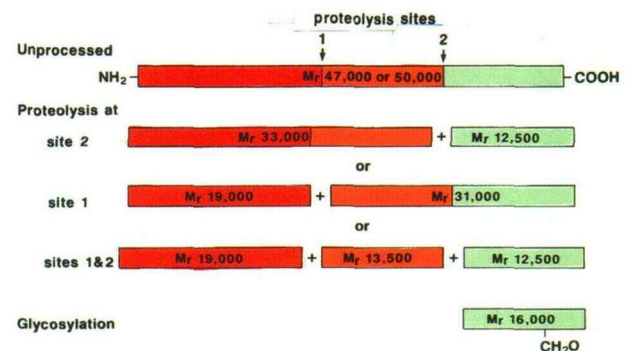 proteolysis sites
1 2
Unprocessed
NH₂ Mr 47,000 or 50,000 COOH
Proteolysis at
site 2 Mr 33,000 + Mr 12,500
or
site 1 Mr 19,000 + Mr 31,000
or
sites 1&2 Mr 19,000 + Mr 13,500 + Mr 12,500
Glycosylation Mr 16,000
CH₂O